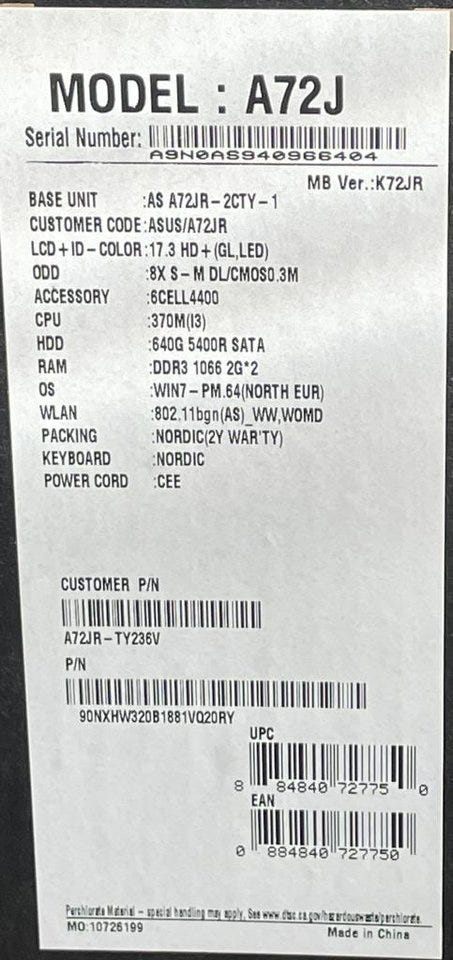 MODEL : A72J
Serial Number:
A9N0AS940966404
MB Ver.:K72JR
BASE UNIT :AS A72JR-2CTY-1
CUSTOMER CODE:ASUS/A72JR
LCD+ID-COLOR:17.3 HD+(GL,LED)
ODD :8X S-M DL/CMOS0.3M
ACCESSORY :6CELL4400
CPU :370M(I3)
HDD :640G 5400R SATA
RAM :DDR3 1066 2G*2
OS :WIN7-PM.64(NORTH EUR)
WLAN :802.11bgn(AS)_WW,WOMD
PACKING :NORDIC(2Y WAR'TY)
KEYBOARD :NORDIC
POWER CORD :CEE
CUSTOMER P/N
A72JR-TY236V
P/N
90NXHW320B1881VQ20RY
UPC
8 84840 72775 0
EAN
0 884840 727750
Perchlorate Material - special handling may apply. See www.dtsc.ca.gov/hazardouswaste/perchlorate.
MO:10726199
Made in China